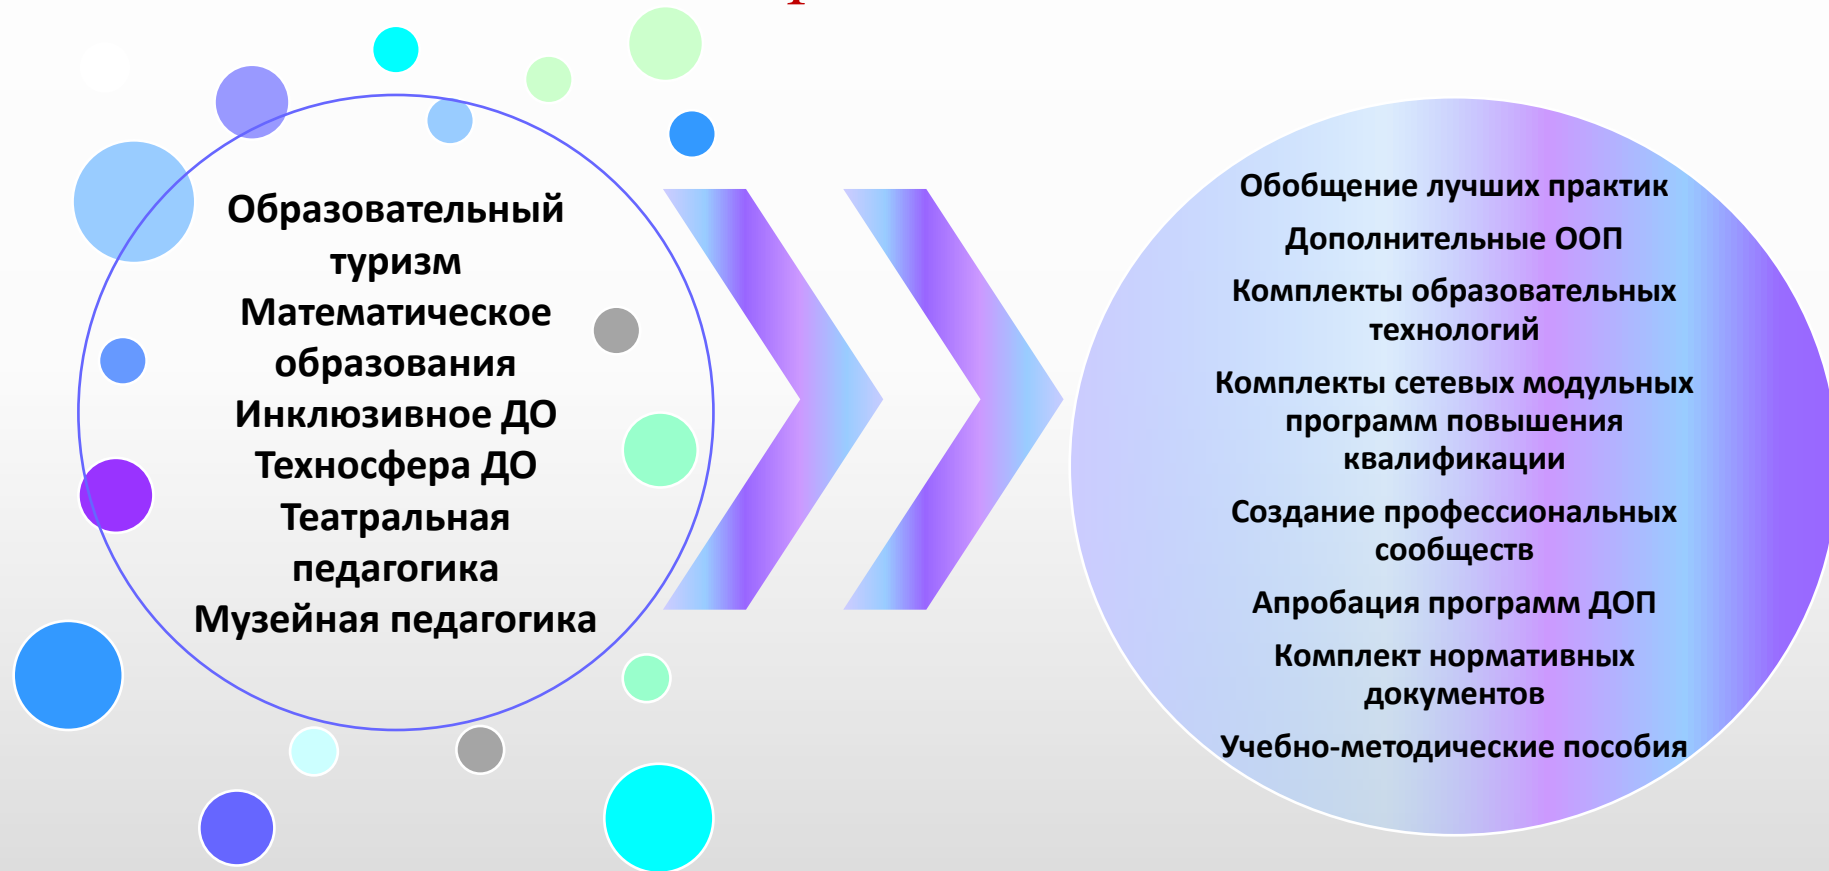 Образовательный
туризм
Математическое
образования
Инклюзивное ДО
Техносфера ДО
Театральная
педагогика
Музейная педагогика
Обобщение лучших практик
Дополнительные ООП
Комплекты образовательных
технологий
Комплекты сетевых модульных
программ повышения
квалификации
Создание профессиональных
сообществ
Апробация программ ДОП
Комплект нормативных
документов
Учебно-методические пособия